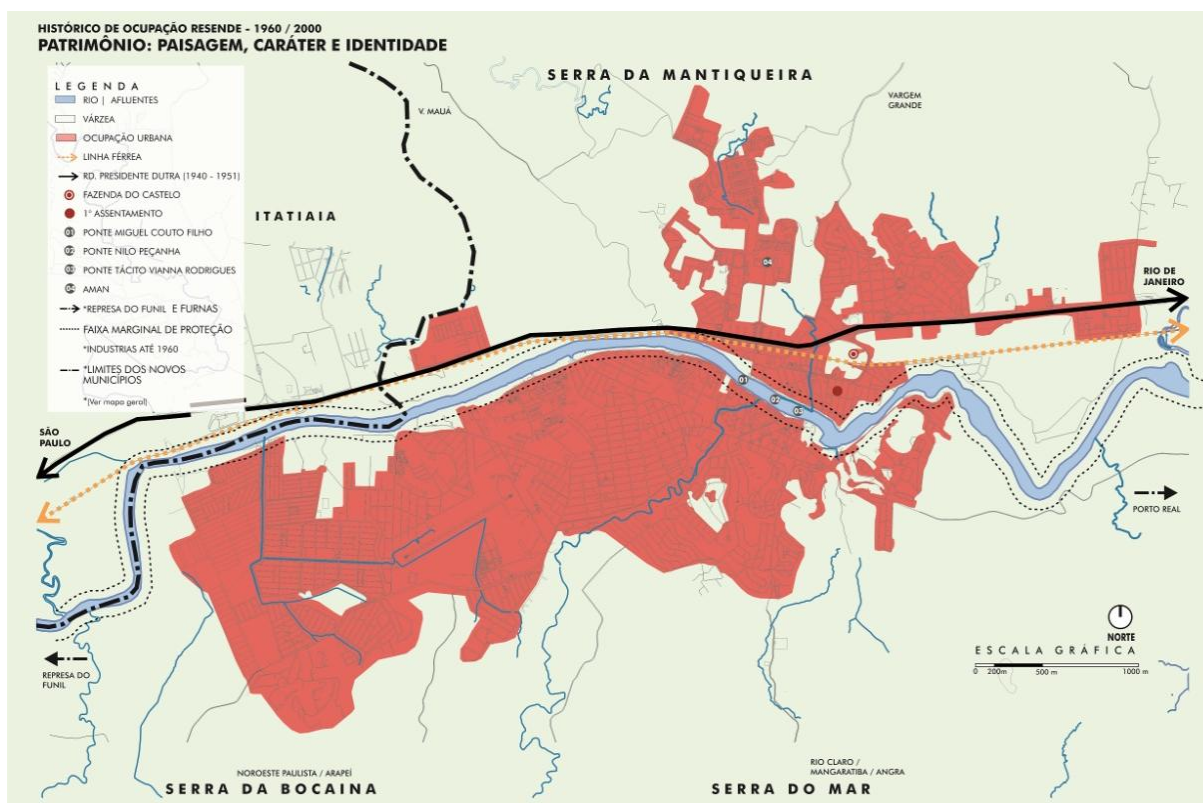 HISTÓRICO DE OCUPAÇÃO RESENDE - 1960 / 2000
PATRIMÔNIO: PAISAGEM, CARÁTER E IDENTIDADE
LEGENDA
RIO | AFLUENTES
VÁRZEA
OCUPAÇÃO URBANA
LINHA FÉRREA
RD. PRESIDENTE DUTRA (1940 - 1951)
FAZENDA DO CASTELO
1° ASSENTAMENTO
01 PONTE MIGUEL COUTO FILHO
02 PONTE NILO PEÇANHA
03 PONTE TÁCITO VIANNA RODRIGUES
04 AMAN
*REPRESA DO FUNIL E FURNAS
FAIXA MARGINAL DE PROTEÇÃO
*INDUSTRIAS ATÉ 1960
*LIMITES DOS NOVOS
MUNICÍPIOS
*(Ver mapa geral)
SERRA DA MANTIQUEIRA
V. MAUÁ
VARGEM
GRANDE
ITATIAIA
04
RIO DE
JANEIRO
01
02
03
SÃO
PAULO
PORTO REAL
REPRESA DO
FUNIL
NORTE
ESCALA GRÁFICA
0 200m 500 m 1000 m
NOROESTE PAULISTA / ARAPEÍ
SERRA DA BOCAINA
RIO CLARO /
MANGARATIBA / ANGRA
SERRA DO MAR